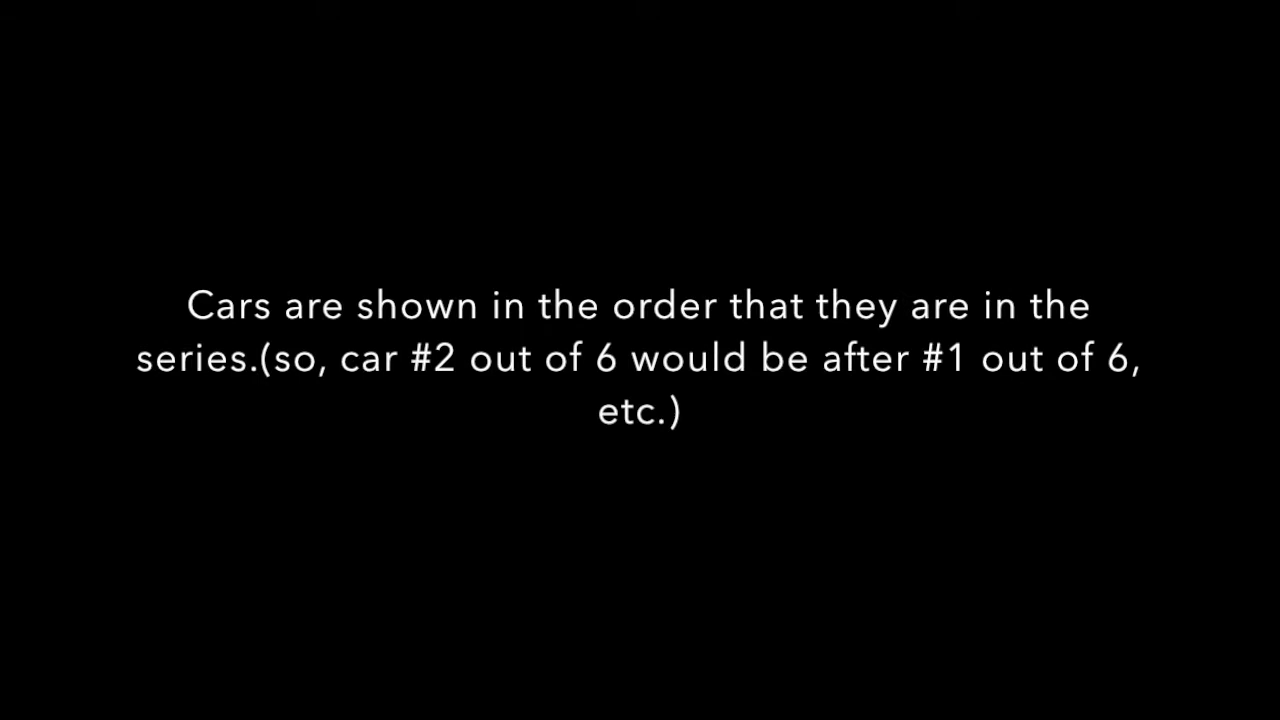 Cars are shown in the order that they are in the
series.(so, car #2 out of 6 would be after #1 out of 6,
etc.)